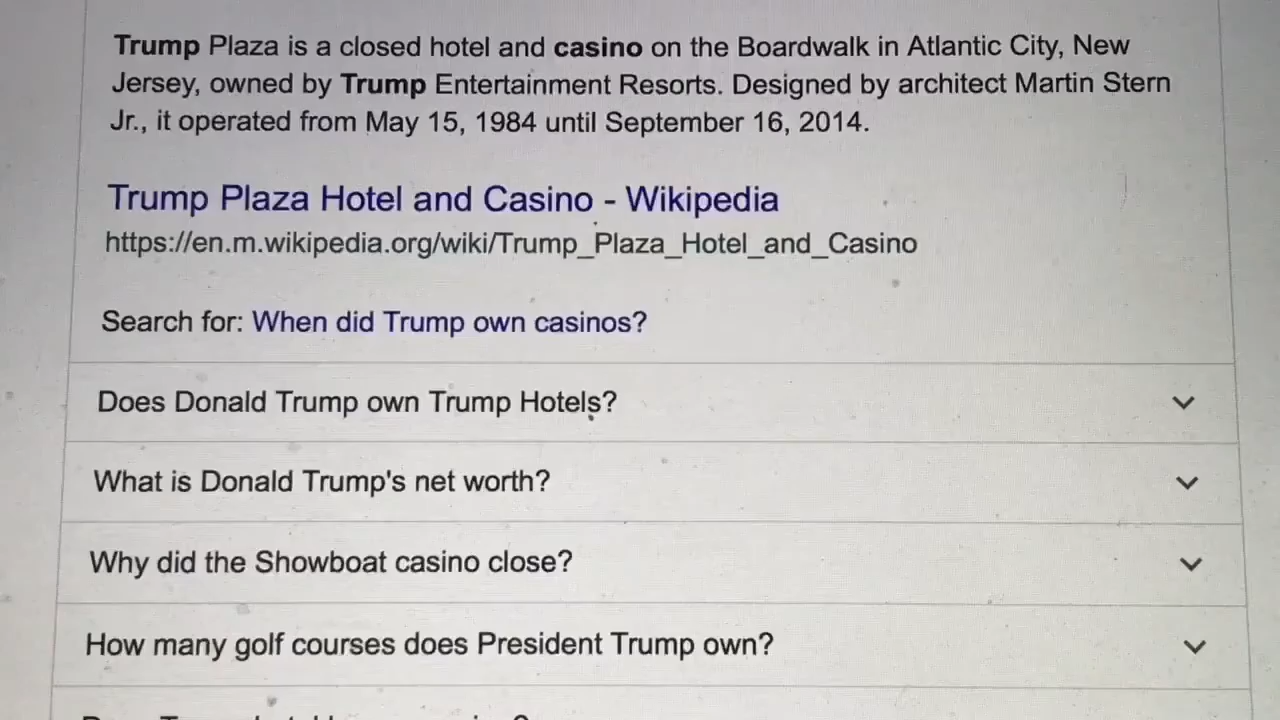 Trump Plaza is a closed hotel and casino on the Boardwalk in Atlantic City, New
Jersey, owned by Trump Entertainment Resorts. Designed by architect Martin Stern
Jr., it operated from May 15, 1984 until September 16, 2014.
Trump Plaza Hotel and Casino - Wikipedia
https://en.m.wikipedia.org/wiki/Trump_Plaza_Hotel_and_Casino
Search for: When did Trump own casinos?
Does Donald Trump own Trump Hotels?
What is Donald Trump's net worth?
Why did the Showboat casino close?
How many golf courses does President Trump own?